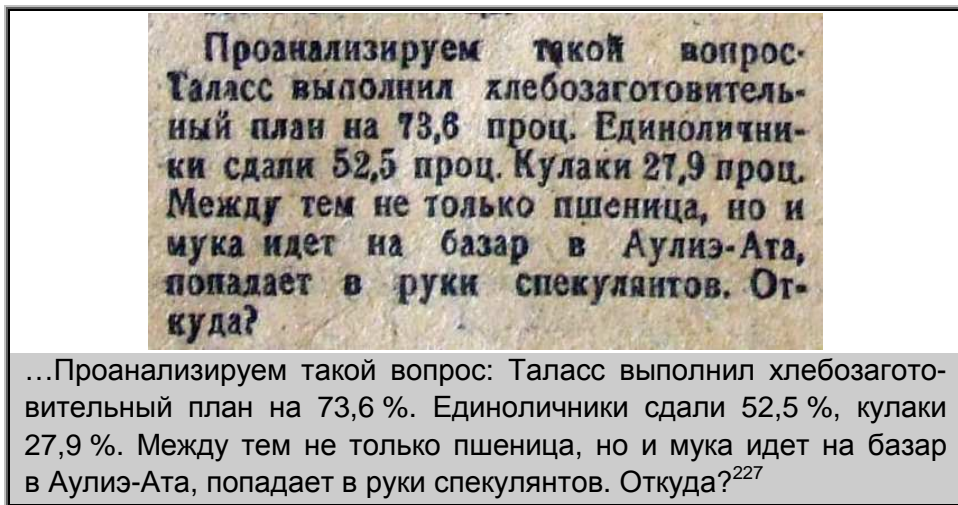 Проанализируем такой вопрос.
Таласс выполнил хлебозаготовитель-
ный план на 73,6 проц. Единолични-
ки сдали 52,5 проц. Кулаки 27,9 проц.
Между тем не только пшеница, но и
мука идет на базар в Аулиэ-Ата,
попадает в руки спекулянтов. От-
куда?
…Проанализируем такой вопрос: Таласс выполнил хлебозагото-
вительный план на 73,6 %. Единоличники сдали 52,5 %, кулаки
27,9 %. Между тем не только пшеница, но и мука идет на базар
в Аулиэ-Ата, попадает в руки спекулянтов. Откуда?227